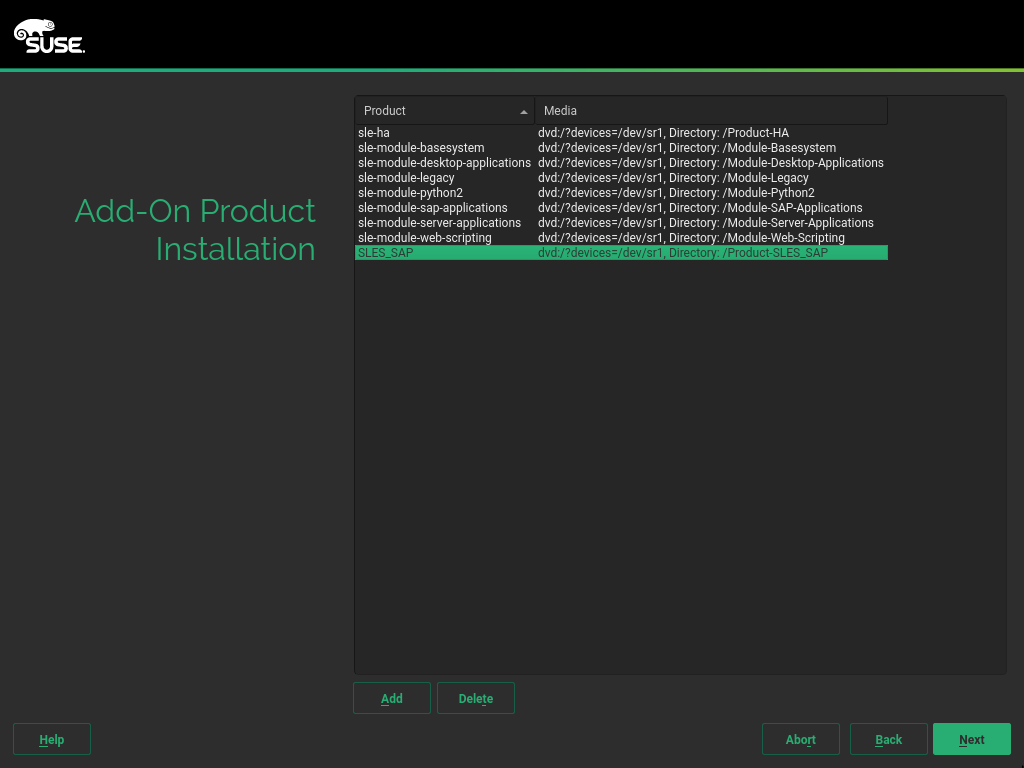 SUSE.
Add-On Product
Installation
Product Media
sle-ha dvd:/?devices=/dev/sr1, Directory: /Product-HA
sle-module-basesystem dvd:/?devices=/dev/sr1, Directory: /Module-Basesystem
sle-module-desktop-applications dvd:/?devices=/dev/sr1, Directory: /Module-Desktop-Applications
sle-module-legacy dvd:/?devices=/dev/sr1, Directory: /Module-Legacy
sle-module-python2 dvd:/?devices=/dev/sr1, Directory: /Module-Python2
sle-module-sap-applications dvd:/?devices=/dev/sr1, Directory: /Module-SAP-Applications
sle-module-server-applications dvd:/?devices=/dev/sr1, Directory: /Module-Server-Applications
sle-module-web-scripting dvd:/?devices=/dev/sr1, Directory: /Module-Web-Scripting
SLES_SAP dvd:/?devices=/dev/sr1, Directory: /Product-SLES_SAP
Add Delete
Help Abort Back Next